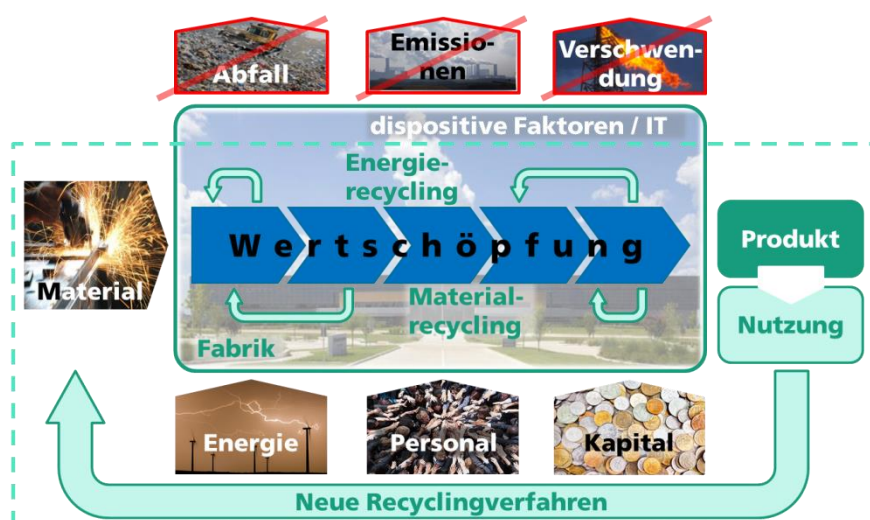 Abfall
Emissio-
nen
Verschwen-
dung
dispositive Faktoren / IT
Energie-
recycling
Material
Wertschöpfung
Produkt
Nutzung
Material-
recycling
Fabrik
Energie
Personal
Kapital
Neue Recyclingverfahren